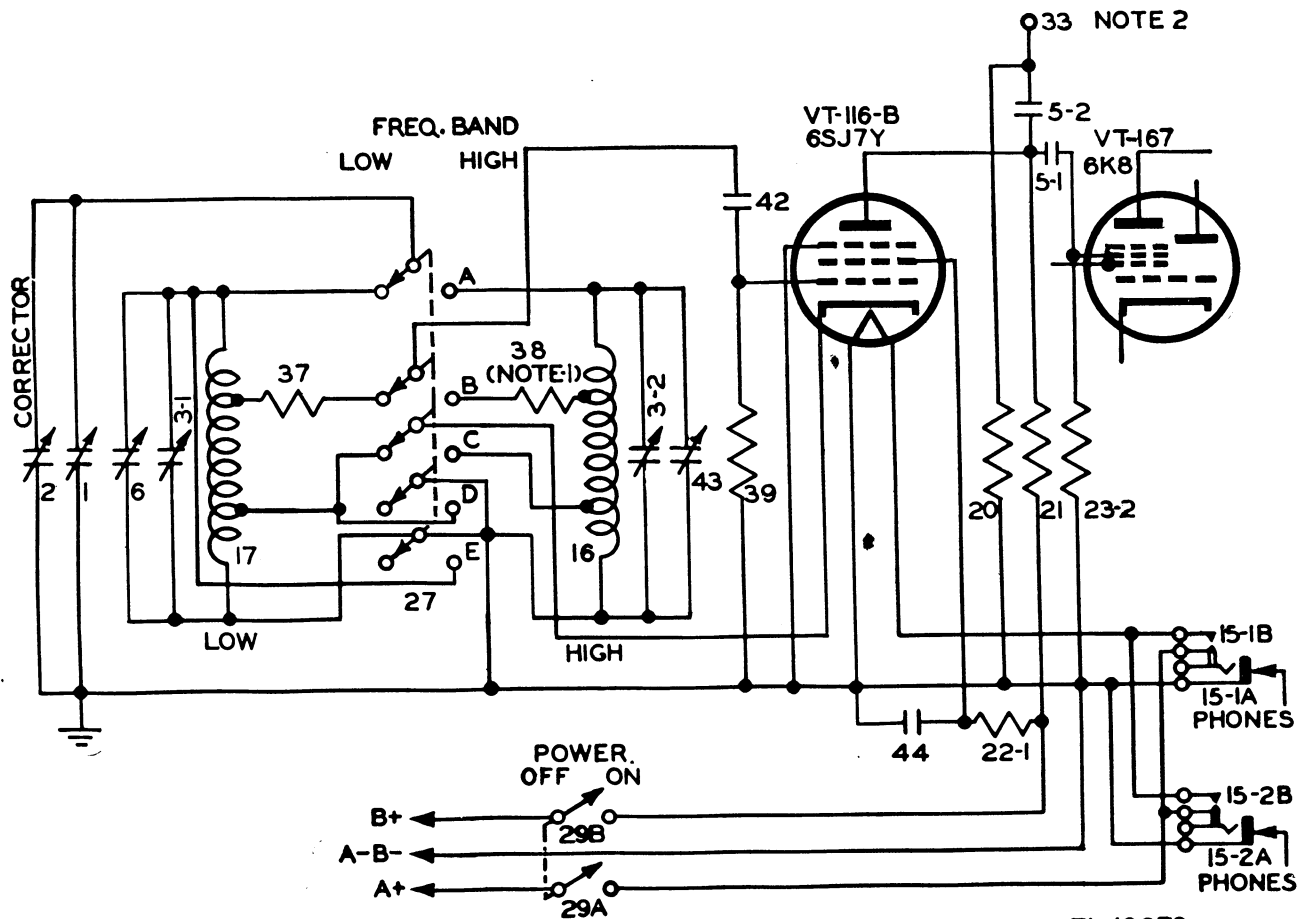 33 NOTE 2
5-2
VT-116-B
6SJ7Y
VT-167
6K8
5-1
FREQ. BAND
LOW HIGH
42
A
CORRECTOR
37
38
(NOTE-1)
B
3-1
3-2
C
2 1 6
43
39
D
20 21 23-2
17
16
E
27
LOW
HIGH
15-1B
15-1A
PHONES
44
22-1
POWER.
OFF ON
B+
29B
15-2B
A-B-
15-2A
PHONES
A+
29A